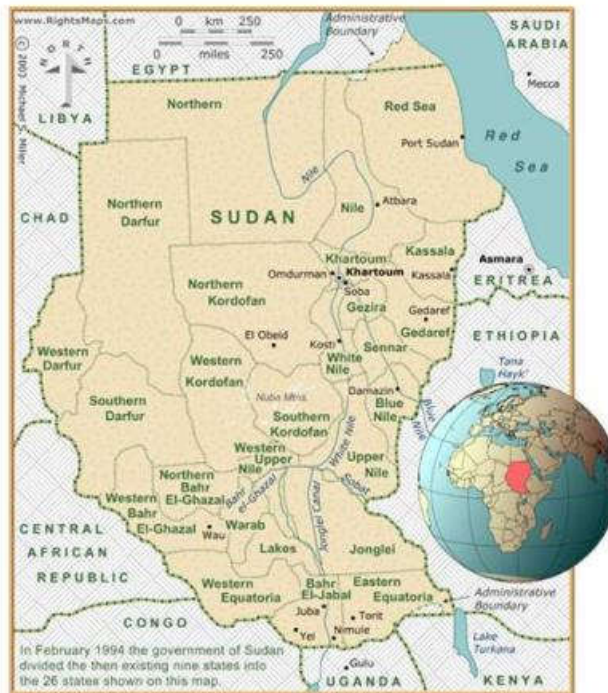 www.RightsMaps.com
0 km 250
0 miles 250
© 2003 Michael S. Miller
NORTH
Administrative
Boundary
SAUDI
ARABIA
EGYPT
Mecca
LIBYA
Northern
Red Sea
Red
Sea
Port Sudan
Nile
CHAD
Northern
Darfur
SUDAN
Nile
Atbara
Khartoum
Kassala
Omdurman
Khartoum
Kassala
Asmara
ERITREA
Soba
Northern
Kordofan
Gezira
Gedaref
Gedaref
ETHIOPIA
El Obeid
Kosti
Sennar
Western
Darfur
Western
Kordofan
White
Nile
Tana
Hayk'
Damazin
Southern
Darfur
Nuba Mtns.
Blue
Nile
Blue Nile
Southern
Kordofan
White Nile
Western
Upper
Nile
Upper
Nile
Bahr
el-Ghazal
Sobat
Northern
Bahr
El-Ghazal
Western
Bahr
El-Ghazal
Jonglei Canal
CENTRAL
AFRICAN
REPUBLIC
Wau
Warab
Lakes
Jonglei
Western
Equatoria
Bahr
El-Jabal
Eastern
Equatoria
Administrative
Boundary
Juba
Torit
CONGO
Yei
Nimule
Lake
Turkana
In February 1994 the government of Sudan
divided the then existing nine states into
the 26 states shown on this map.
Gulu
UGANDA
KENYA